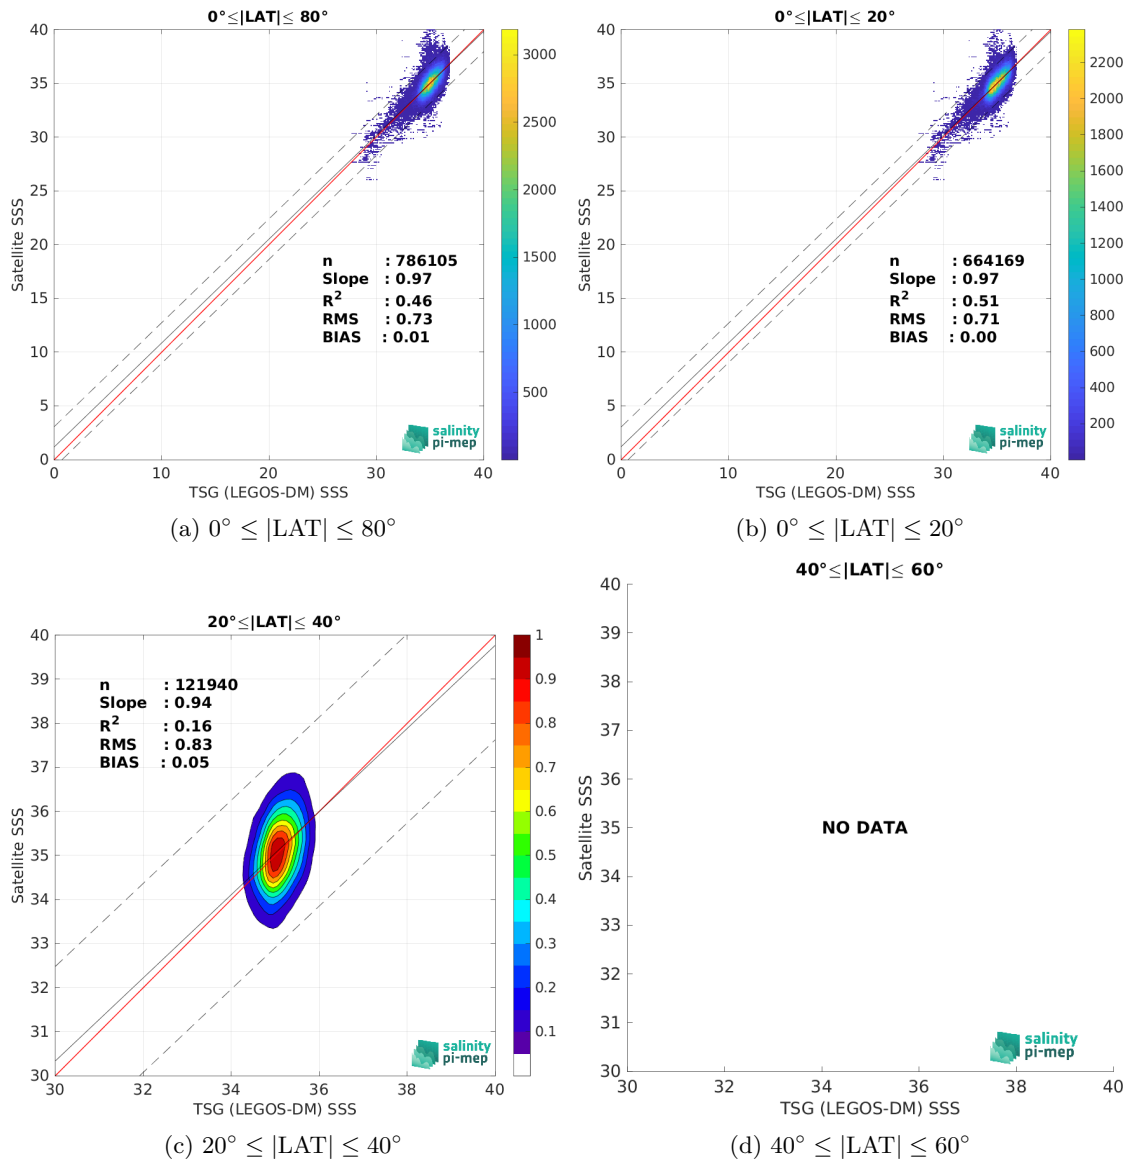 0°≤|LAT|≤ 80°
40
35
30
25
20
15
10
5
0
0
10
20
30
40
Satellite SSS
TSG (LEGOS-DM) SSS
n : 786105
Slope : 0.97
R² : 0.46
RMS : 0.73
BIAS : 0.01
salinity
pi-mep
3000
2500
2000
1500
1000
500
(a) 0° ≤ |LAT| ≤ 80°
0°≤|LAT|≤ 20°
40
35
30
25
20
15
10
5
0
0
10
20
30
40
Satellite SSS
TSG (LEGOS-DM) SSS
n : 664169
Slope : 0.97
R² : 0.51
RMS : 0.71
BIAS : 0.00
salinity
pi-mep
2200
2000
1800
1600
1400
1200
1000
800
600
400
200
(b) 0° ≤ |LAT| ≤ 20°
20°≤|LAT|≤ 40°
40
39
38
37
36
35
34
33
32
31
30
30
32
34
36
38
40
Satellite SSS
TSG (LEGOS-DM) SSS
n : 121940
Slope : 0.94
R² : 0.16
RMS : 0.83
BIAS : 0.05
salinity
pi-mep
1
0.9
0.8
0.7
0.6
0.5
0.4
0.3
0.2
0.1
(c) 20° ≤ |LAT| ≤ 40°
40°≤|LAT|≤ 60°
40
39
38
37
36
35
34
33
32
31
30
30
32
34
36
38
40
Satellite SSS
TSG (LEGOS-DM) SSS
NO DATA
salinity
pi-mep
(d) 40° ≤ |LAT| ≤ 60°